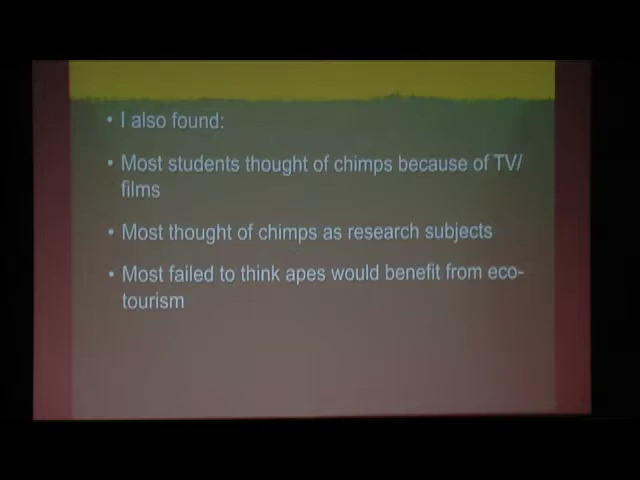 • I also found:
• Most students thought of chimps because of TV/
films
• Most thought of chimps as research subjects
• Most failed to think apes would benefit from eco-
tourism